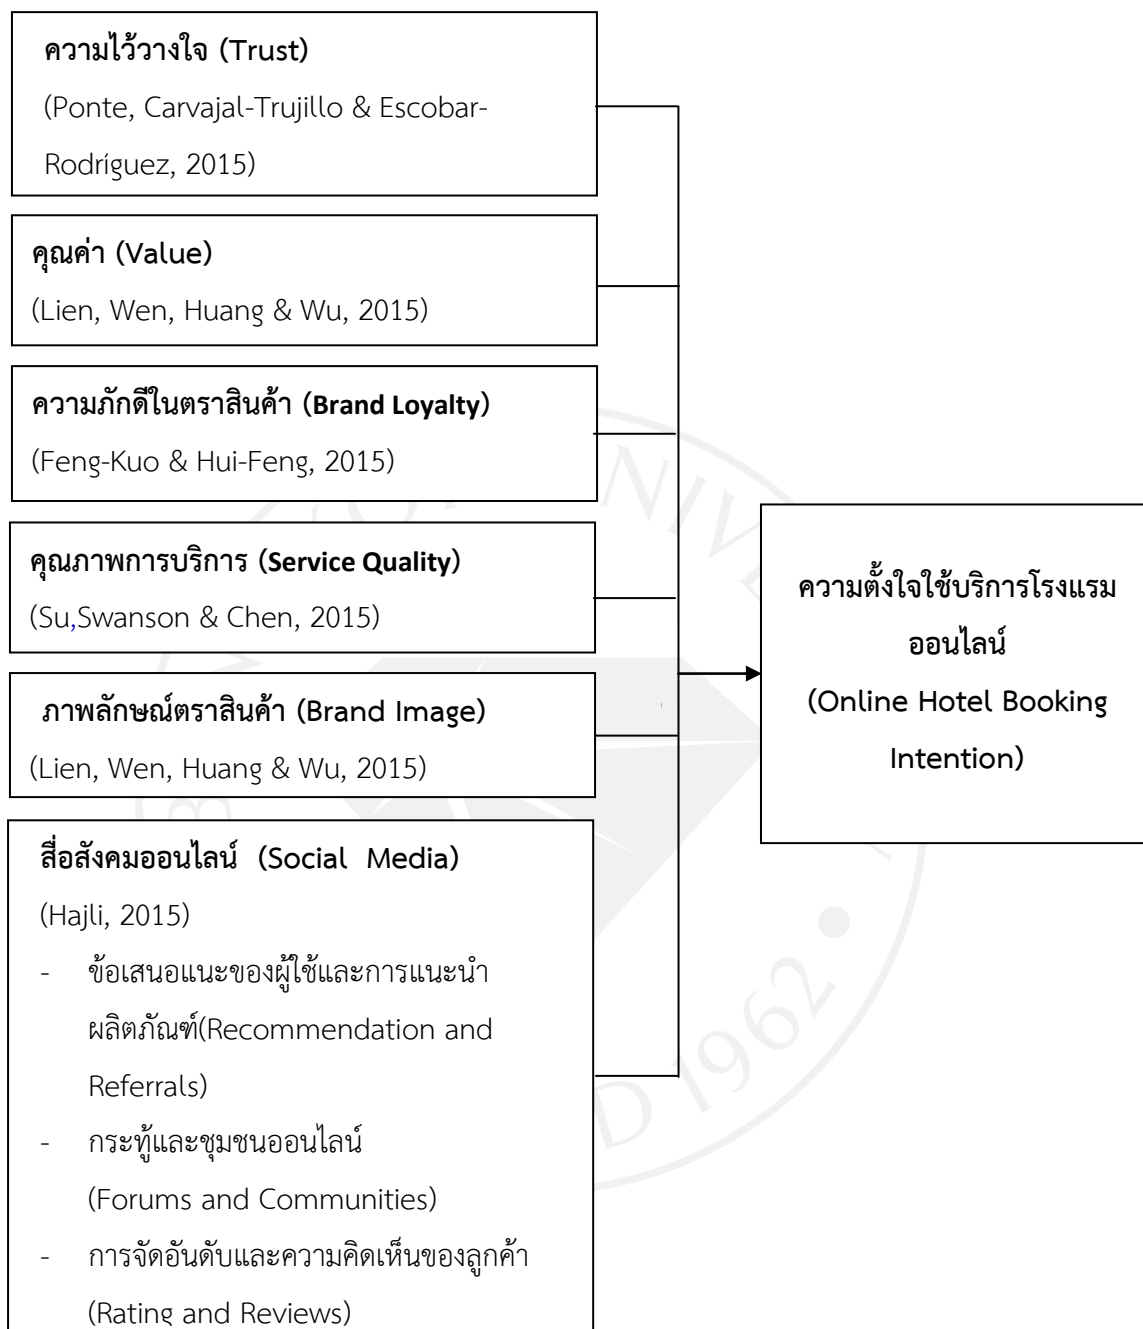 ความไว้วางใจ (Trust)
(Ponte, Carvajal-Trujillo & Escobar-
Rodríguez, 2015)
คุณค่า (Value)
(Lien, Wen, Huang & Wu, 2015)
ความภักดีในตราสินค้า (Brand Loyalty)
(Feng-Kuo & Hui-Feng, 2015)
คุณภาพการบริการ (Service Quality)
(Su,Swanson & Chen, 2015)
ภาพลักษณ์ตราสินค้า (Brand Image)
(Lien, Wen, Huang & Wu, 2015)
สื่อสังคมออนไลน์ (Social Media)
(Hajli, 2015)
- ข้อเสนอแนะของผู้ใช้และการแนะนำ
ผลิตภัณฑ์(Recommendation and
Referrals)
- กระทู้และชุมชนออนไลน์
(Forums and Communities)
- การจัดอันดับและความคิดเห็นของลูกค้า
(Rating and Reviews)
ความตั้งใจใช้บริการโรงแรม
ออนไลน์
(Online Hotel Booking
Intention)
1962